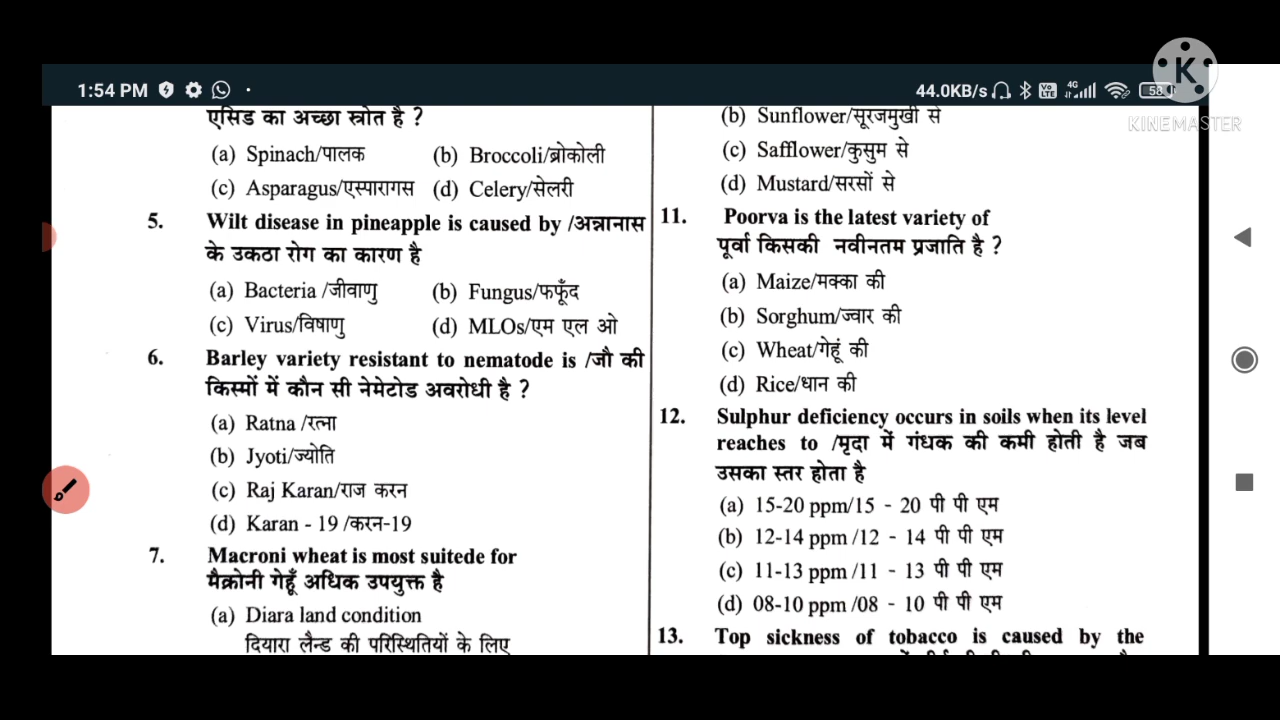 1:54 PM
44.0KB/s
4G
58
KINEMASTER
एसिड का अच्छा स्त्रोत है ?
(a) Spinach/पालक (b) Broccoli/ब्रोकोली
(c) Asparagus/एस्पारागस (d) Celery/सेलरी
5. Wilt disease in pineapple is caused by /अन्नानास
के उकठा रोग का कारण है
(a) Bacteria /जीवाणु (b) Fungus/फफूँद
(c) Virus/विषाणु (d) MLOs/एम एल ओ
6. Barley variety resistant to nematode is /जौ की
किस्मों में कौन सी नेमेटोड अवरोधी है ?
(a) Ratna /रत्ना
(b) Jyoti/ज्योति
(c) Raj Karan/राज करन
(d) Karan - 19 /करन-19
7. Macroni wheat is most suitede for
मैक्रोनी गेहूँ अधिक उपयुक्त है
(a) Diara land condition
दियारा लैन्ड की परिस्थितियों के लिए
(b) Sunflower/सूरजमुखी से
(c) Safflower/कुसुम से
(d) Mustard/सरसों से
11. Poorva is the latest variety of
पूर्वा किसकी नवीनतम प्रजाति है ?
(a) Maize/मक्का की
(b) Sorghum/ज्वार की
(c) Wheat/गेहूं की
(d) Rice/धान की
12. Sulphur deficiency occurs in soils when its level
reaches to /मृदा में गंधक की कमी होती है जब
उसका स्तर होता है
(a) 15-20 ppm/15 - 20 पी पी एम
(b) 12-14 ppm /12 - 14 पी पी एम
(c) 11-13 ppm /11 - 13 पी पी एम
(d) 08-10 ppm /08 - 10 पी पी एम
13. Top sickness of tobacco is caused by the